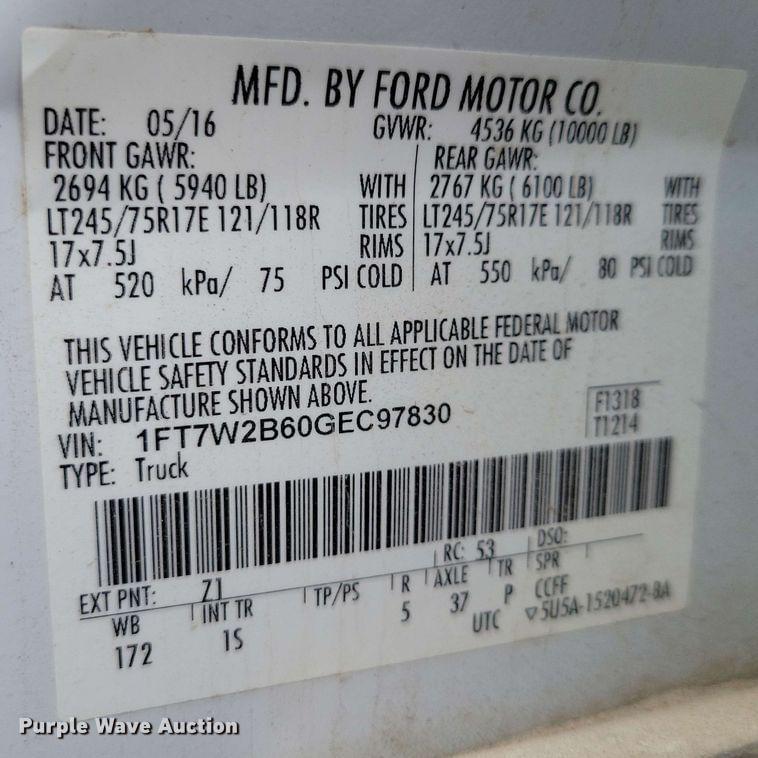 MFD. BY FORD MOTOR CO.
DATE: 05/16 GVWR: 4536 KG (10000 LB)
FRONT GAWR: REAR GAWR:
2694 KG ( 5940 LB) WITH 2767 KG ( 6100 LB) WITH
LT245/75R17E 121/118R TIRES LT245/75R17E 121/118R TIRES
17x7.5J RIMS 17x7.5J RIMS
AT 520 kPa/ 75 PSI COLD AT 550 kPa/ 80 PSI COLD
THIS VEHICLE CONFORMS TO ALL APPLICABLE FEDERAL MOTOR
VEHICLE SAFETY STANDARDS IN EFFECT ON THE DATE OF
MANUFACTURE SHOWN ABOVE.
VIN: 1FT7W2B60GEC97830 F1318
TYPE: Truck T1214
EXT PNT: Z1 RC: 53 DSO:
WB INT TR TP/PS R AXLE TR SPR
172 1S 5 37 P CCFF
UTC ▽5U5A-1520472-BA
Purple Wave Auction